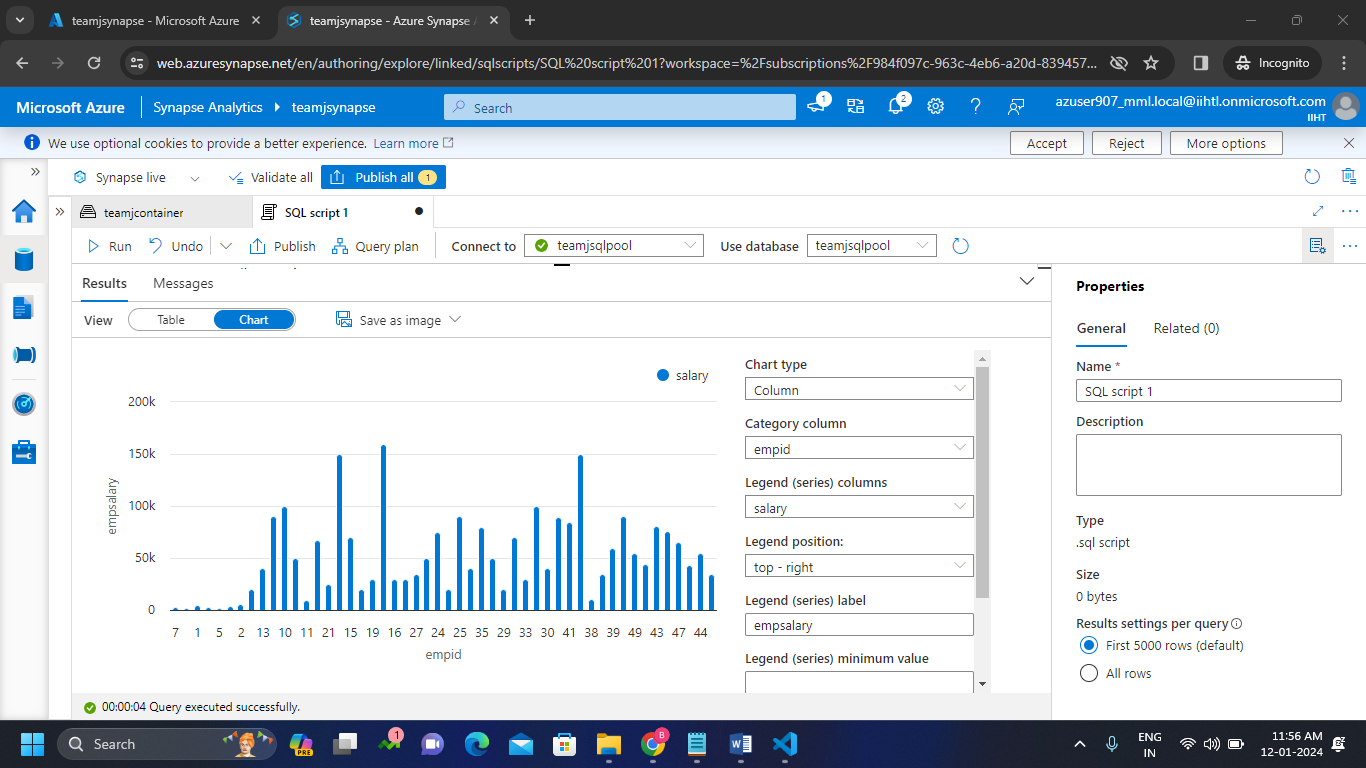 teamjsynapse - Microsoft Azure
teamjsynapse - Azure Synapse A
web.azuresynapse.net/en/authoring/explore/linked/sqlscripts/SQL%20script%201?workspace=%2Fsubscriptions%2F984f097c-963c-4eb6-a20d-839457...
Incognito
Microsoft Azure
Synapse Analytics
teamjsynapse
Search
1
2
azuser907_mml.local@iihtl.onmicrosoft.com
IIHT
We use optional cookies to provide a better experience. Learn more
Accept
Reject
More options
Synapse live
Validate all
Publish all 1
teamjcontainer
SQL script 1
Run
Undo
Publish
Query plan
Connect to
teamjsqlpool
Use database
teamjsqlpool
Results
Messages
View
Table
Chart
Save as image
salary
200k
150k
100k
50k
0
empsalary
7 1 5 2 13 10 11 21 15 19 16 27 24 25 35 29 33 30 41 38 39 49 43 47 44
empid
Chart type
Column
Category column
empid
Legend (series) columns
salary
Legend position:
top - right
Legend (series) label
empsalary
Legend (series) minimum value
00:00:04 Query executed successfully.
Properties
General
Related (0)
Name *
SQL script 1
Description
Type
.sql script
Size
0 bytes
Results settings per query
First 5000 rows (default)
All rows
Search
PRE
1
B
ENG
IN
11:56 AM
12-01-2024